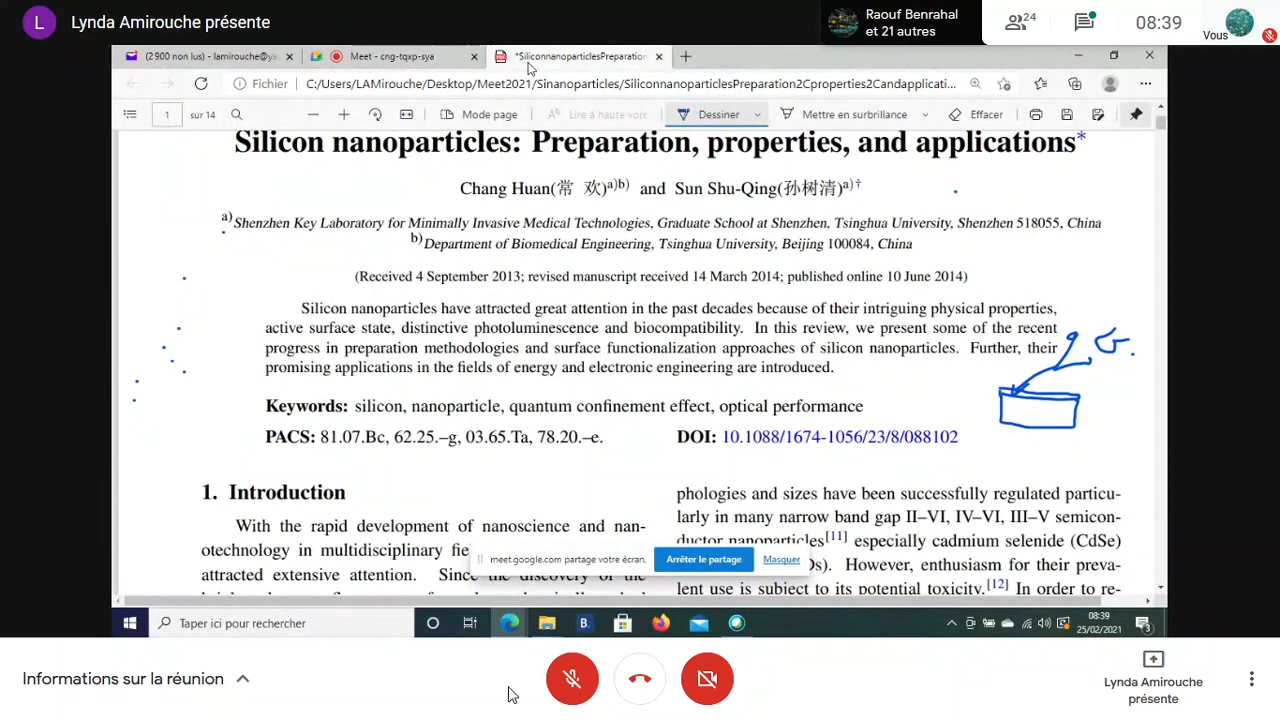 L Lynda Amirouche présente
Raouf Benrahal
et 21 autres
24
08:39
Vous
(2 900 non lus) - lamirouche@ye
Meet - cng-tqxp-sya
*SiliconnanoparticlesPreparation
Fichier
C:/Users/LAMirouche/Desktop/Meet2021/Sinanoparticles/SiliconnanoparticlesPreparation2Cproperties2Candapplicati...
1 sur 14
Mode page
Lire à haute voix
Dessiner
Mettre en surbrillance
Effacer
Silicon nanoparticles: Preparation, properties, and applications*
Chang Huan(常 欢)a)b) and Sun Shu-Qing(孙树清)a)†
a)Shenzhen Key Laboratory for Minimally Invasive Medical Technologies, Graduate School at Shenzhen, Tsinghua University, Shenzhen 518055, China
b)Department of Biomedical Engineering, Tsinghua University, Beijing 100084, China
(Received 4 September 2013; revised manuscript received 14 March 2014; published online 10 June 2014)
Silicon nanoparticles have attracted great attention in the past decades because of their intriguing physical properties,
active surface state, distinctive photoluminescence and biocompatibility. In this review, we present some of the recent
progress in preparation methodologies and surface functionalization approaches of silicon nanoparticles. Further, their
promising applications in the fields of energy and electronic engineering are introduced.
Keywords: silicon, nanoparticle, quantum confinement effect, optical performance
PACS: 81.07.Bc, 62.25.–g, 03.65.Ta, 78.20.–e.
DOI: 10.1088/1674-1056/23/8/088102
1. Introduction
With the rapid development of nanoscience and nan-
otechnology in multidisciplinary fie
attracted extensive attention. Since the discovery of the
phologies and sizes have been successfully regulated particu-
larly in many narrow band gap II–VI, IV–VI, III–V semicon-
ductor nanoparticles[11] especially cadmium selenide (CdSe)
Ds). However, enthusiasm for their preva-
lent use is subject to its potential toxicity.[12] In order to re-
meet.google.com partage votre écran.
Arrêter le partage
Masquer
Taper ici pour rechercher
08:39
25/02/2021
3
Informations sur la réunion
Lynda Amirouche
présente